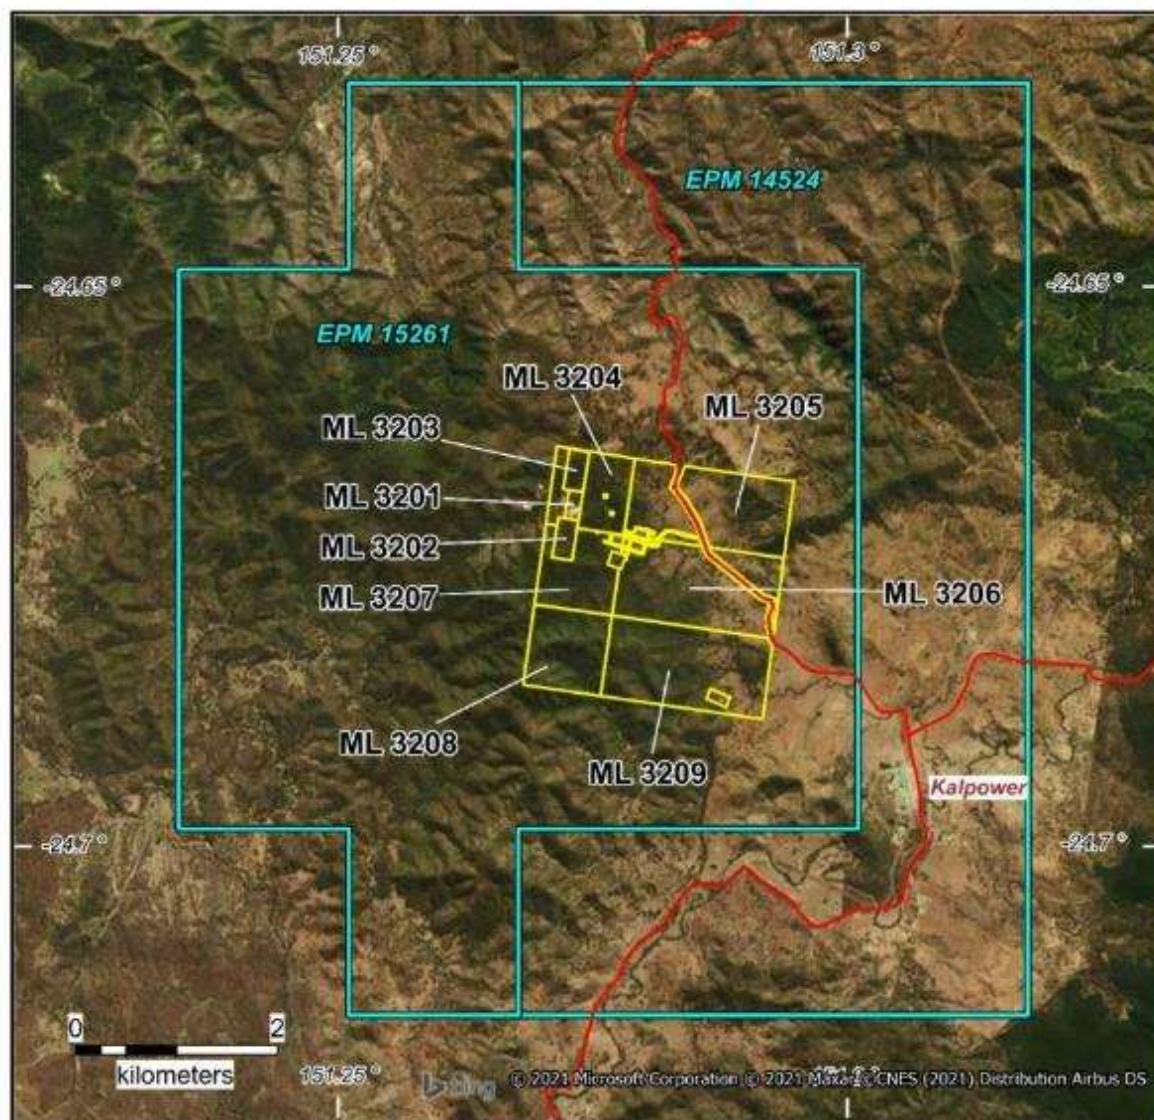 151.25 °
151.3 °
EPM 14524
-24.65 °
-24.65 °
EPM 15261
ML 3204
ML 3205
ML 3203
ML 3201
ML 3202
ML 3207
ML 3206
ML 3208
ML 3209
Kalpower
-24.7 °
-24.7 °
0
2
kilometers
151.25 °
bing
© 2021 Microsoft Corporation © 2021 Maxar © CNES (2021) Distribution Airbus DS